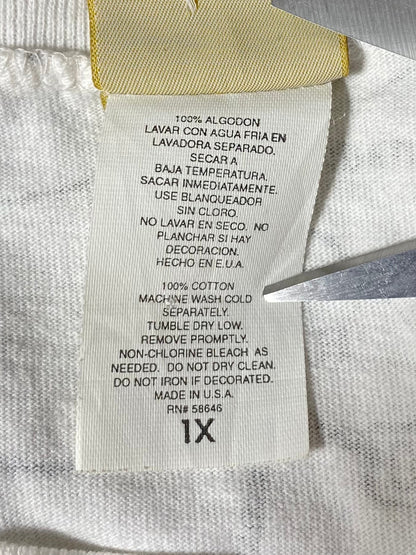 100% ALGODON
LAVAR CON AGUA FRIA EN
LAVADORA SEPARADO.
SECAR A
BAJA TEMPERATURA.
SACAR INMEDIATAMENTE.
USE BLANQUEADOR
SIN CLORO.
NO LAVAR EN SECO. NO
PLANCHAR SI HAY
DECORACION.
HECHO EN E.U.A.
100% COTTON
MACHINE WASH COLD
SEPARATELY.
TUMBLE DRY LOW.
REMOVE PROMPTLY.
NON-CHLORINE BLEACH AS
NEEDED. DO NOT DRY CLEAN.
DO NOT IRON IF DECORATED.
MADE IN U.S.A.
RN# 58646
1X